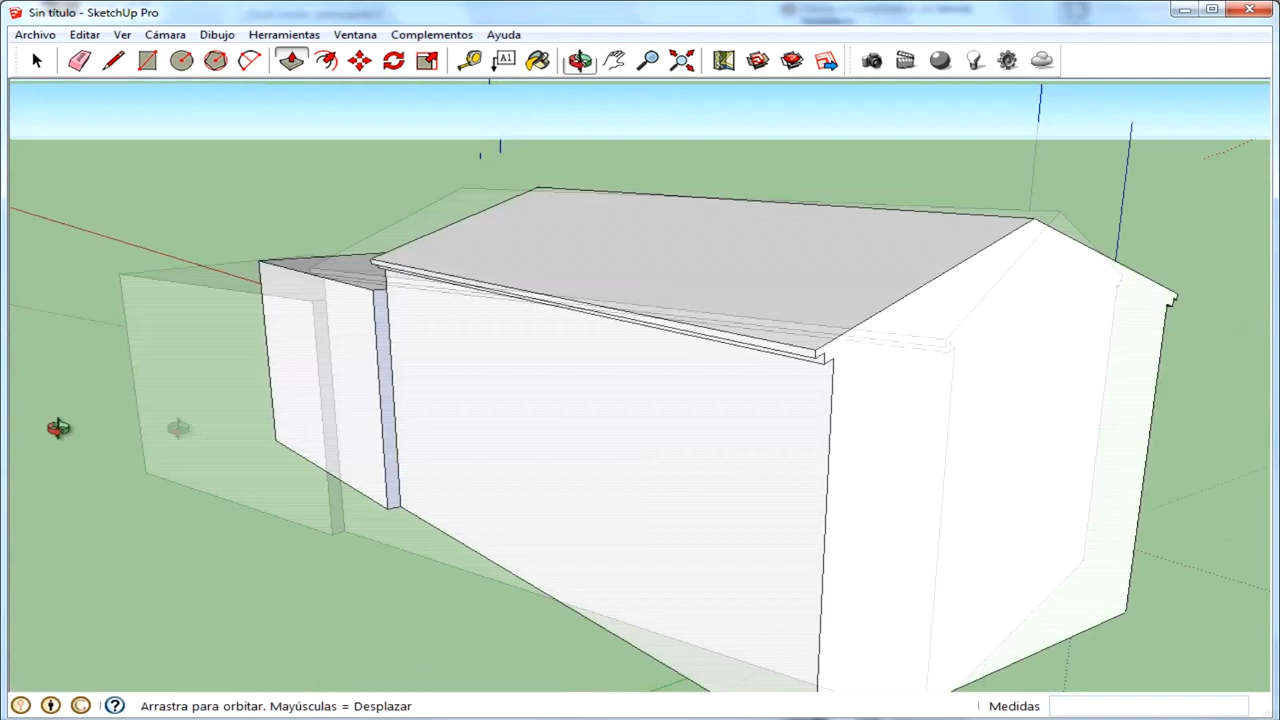 Sin título - SketchUp Pro
Archivo Editar Ver Cámara Dibujo Herramientas Ventana Complementos Ayuda
A1
Arrastra para orbitar. Mayúsculas = Desplazar Medidas